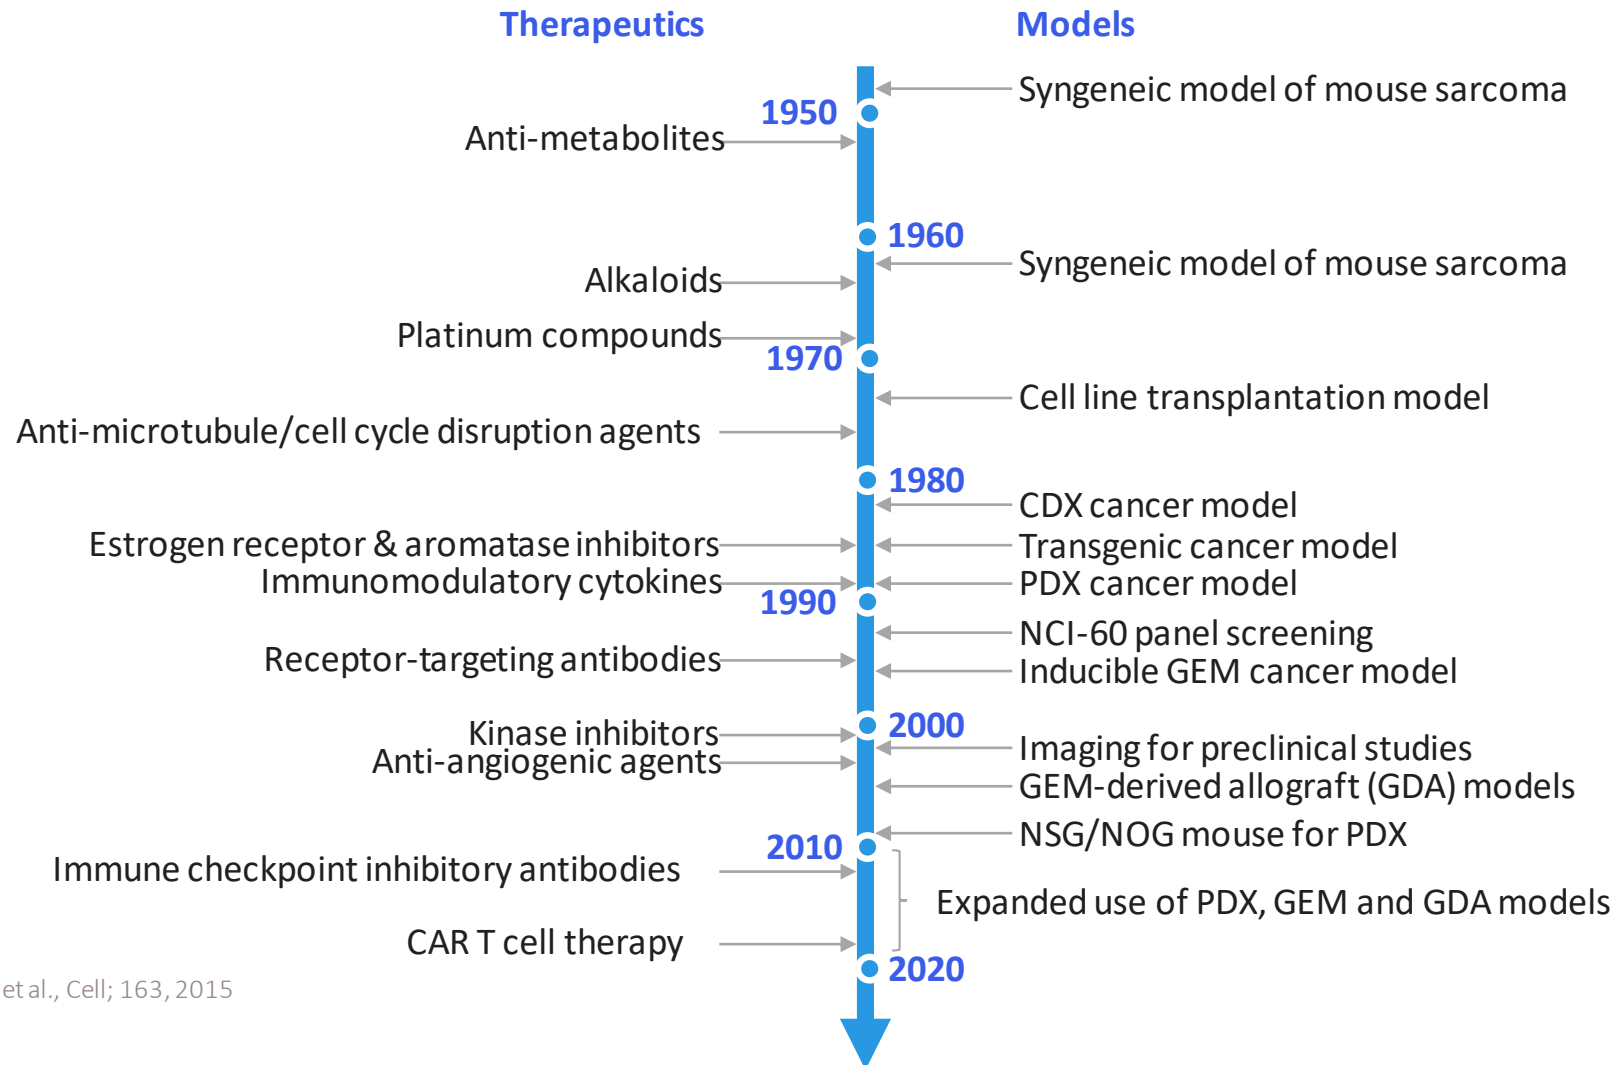 Therapeutics
Models
Syngeneic model of mouse sarcoma
1950
Anti-metabolites
1960
Syngeneic model of mouse sarcoma
Alkaloids
Platinum compounds
1970
Cell line transplantation model
Anti-microtubule/cell cycle disruption agents
1980
CDX cancer model
Estrogen receptor & aromatase inhibitors
Transgenic cancer model
Immunomodulatory cytokines
PDX cancer model
1990
NCI-60 panel screening
Receptor-targeting antibodies
Inducible GEM cancer model
2000
Kinase inhibitors
Imaging for preclinical studies
Anti-angiogenic agents
GEM-derived allograft (GDA) models
NSG/NOG mouse for PDX
2010
Immune checkpoint inhibitory antibodies
Expanded use of PDX, GEM and GDA models
CAR T cell therapy
2020
et al., Cell; 163, 2015